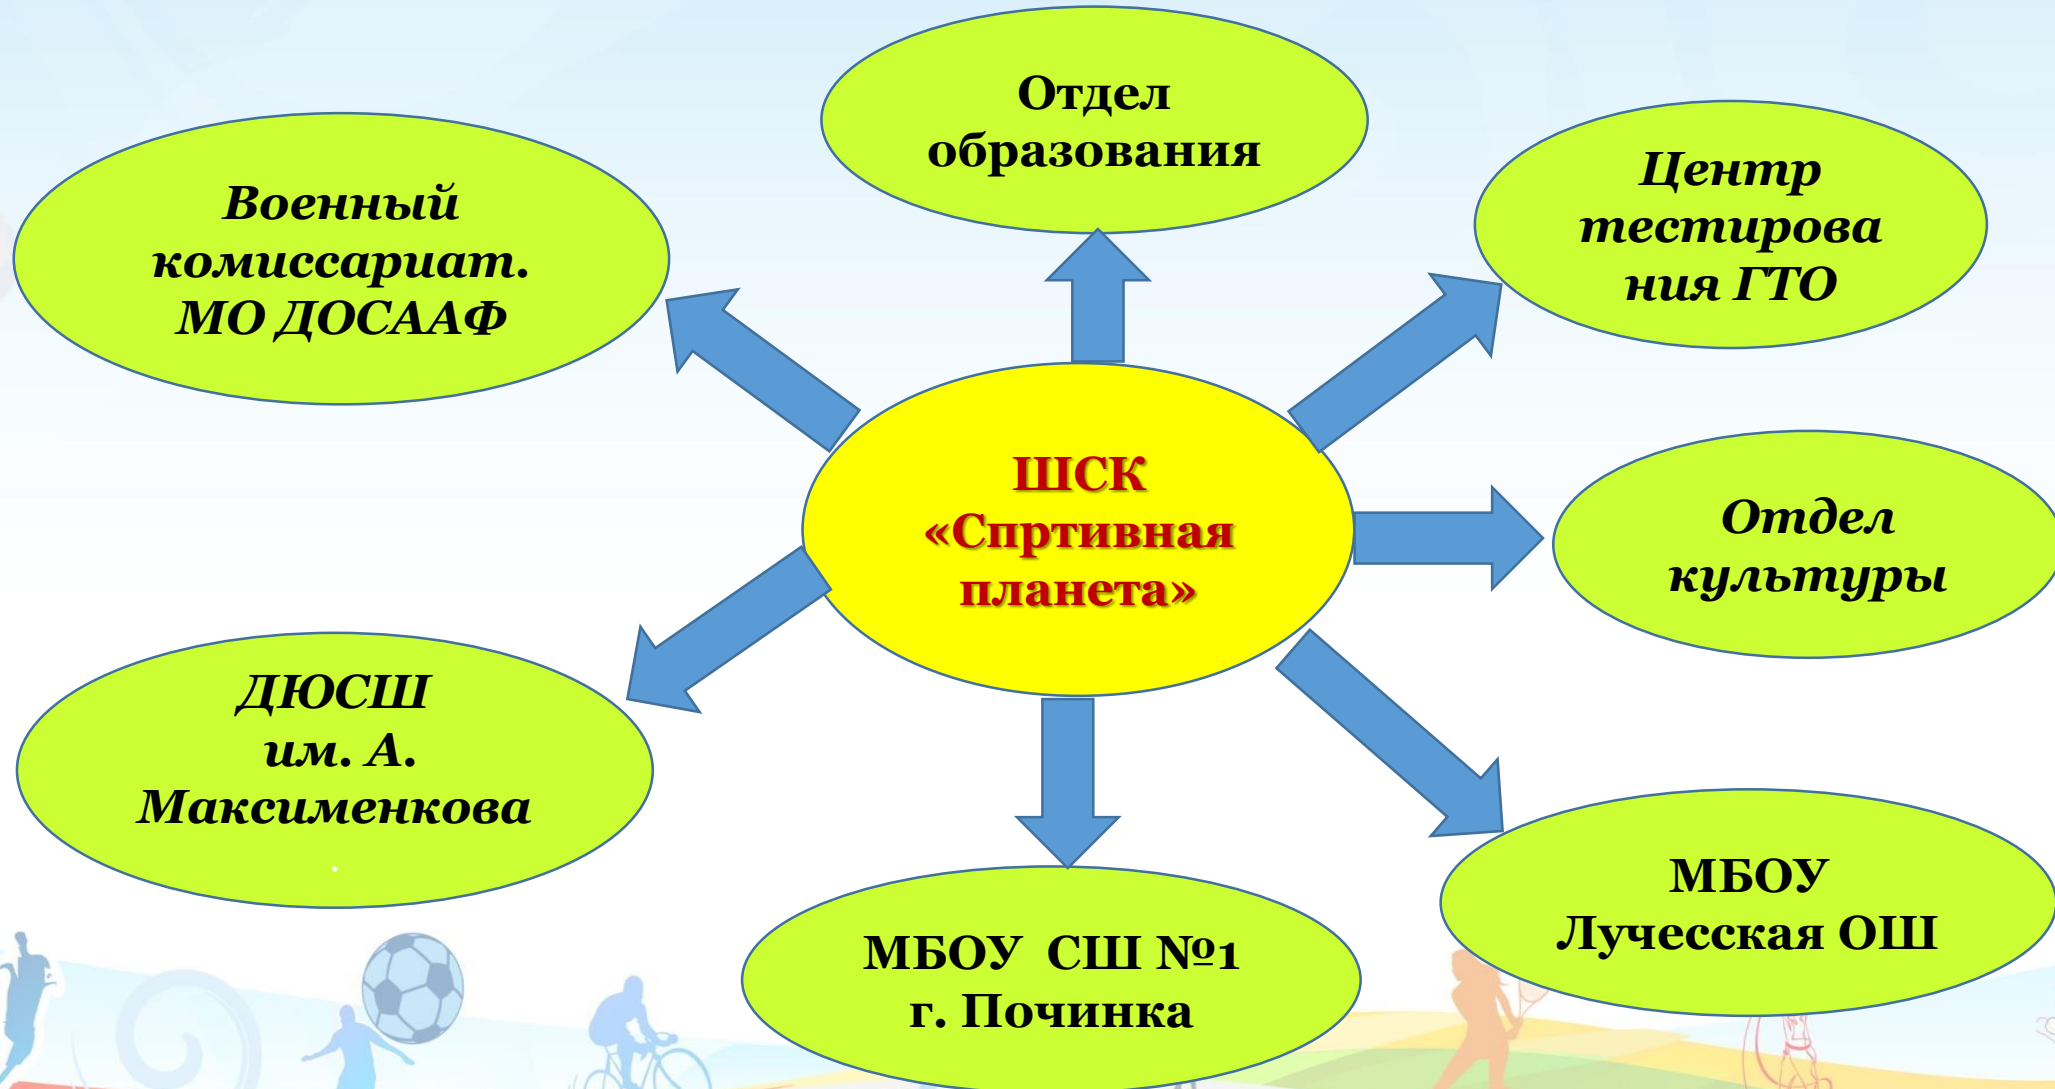 Отдел
образования
Военный
комиссариат.
МО ДОСААФ
Центр
тестирова
ния ГТО
ШСК
«Спртивная
планета»
Отдел
культуры
ДЮСШ
им. А.
Максименкова
.
МБОУ СШ №1
г. Починка
МБОУ
Лучесская ОШ